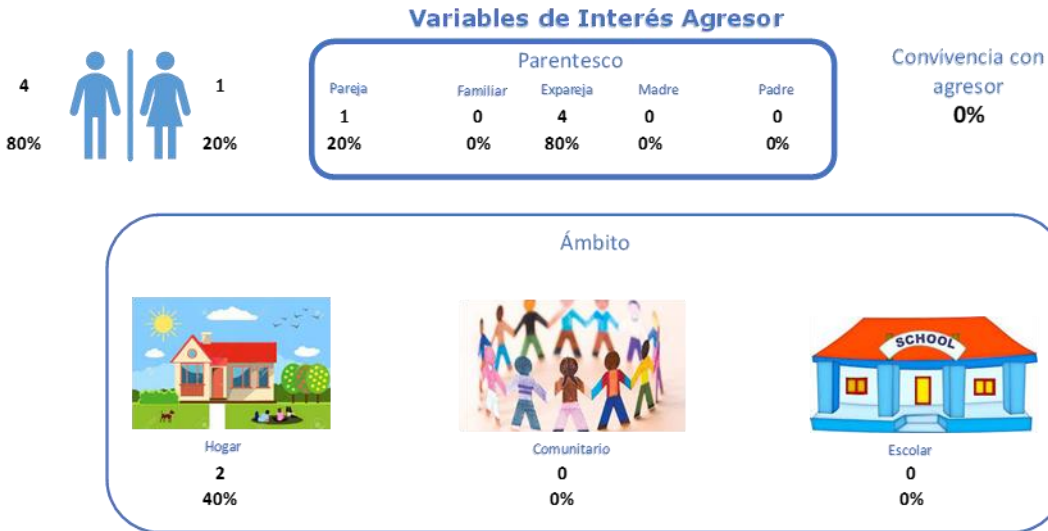 Variables de Interés Agresor
4
80%
1
20%
Parentesco
Pareja Familiar Expareja Madre Padre
1 0 4 0 0
20% 0% 80% 0% 0%
Convivencia con
agresor
0%
Ámbito
SCHOOL
Hogar
2
40%
Comunitario
0
0%
Escolar
0
0%